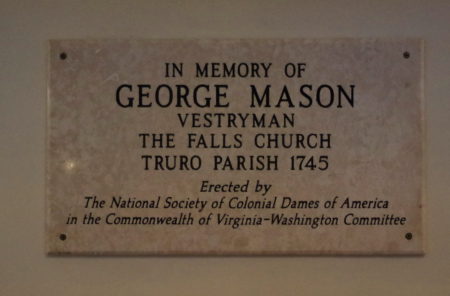 IN MEMORY OF
GEORGE MASON
VESTRYMAN
THE FALLS CHURCH
TRURO PARISH 1745
Erected by
The National Society of Colonial Dames of America
in the Commonwealth of Virginia-Washington Committee